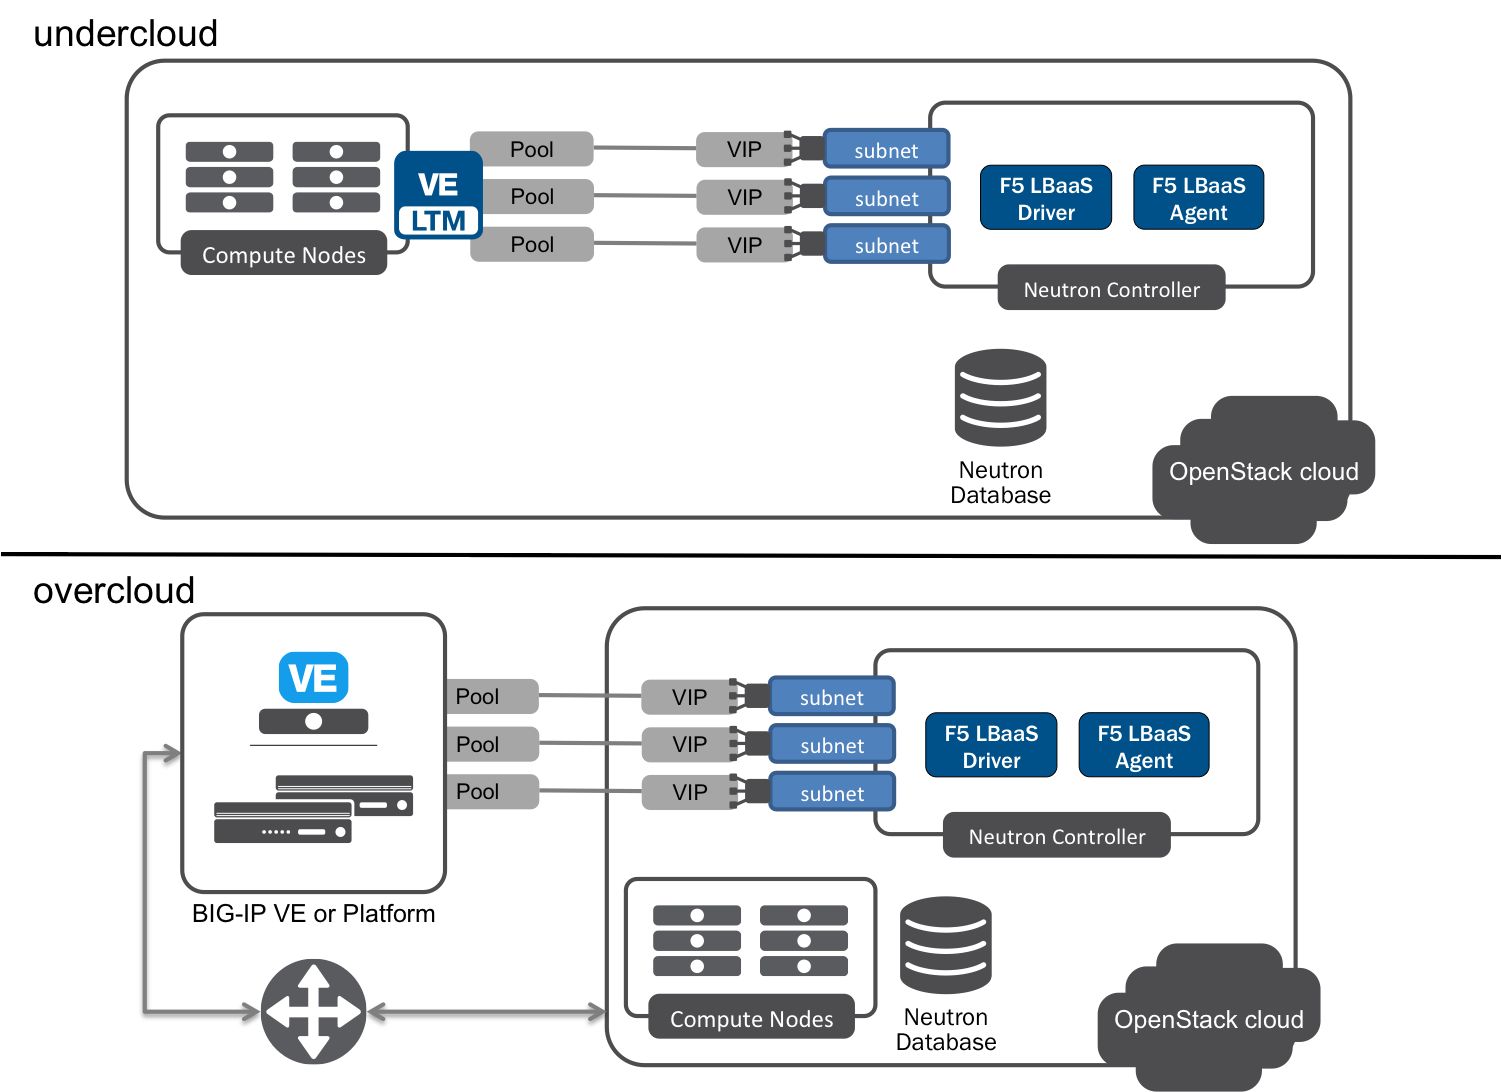 undercloud
Pool
VIP
subnet
VE
LTM
Pool
VIP
subnet
Pool
VIP
subnet
F5 LBaaS
Driver
F5 LBaaS
Agent
Compute Nodes
Neutron Controller
Neutron
Database
OpenStack cloud
overcloud
VE
Pool
VIP
subnet
Pool
VIP
subnet
Pool
VIP
subnet
F5 LBaaS
Driver
F5 LBaaS
Agent
Neutron Controller
BIG-IP VE or Platform
Compute Nodes
Neutron
Database
OpenStack cloud